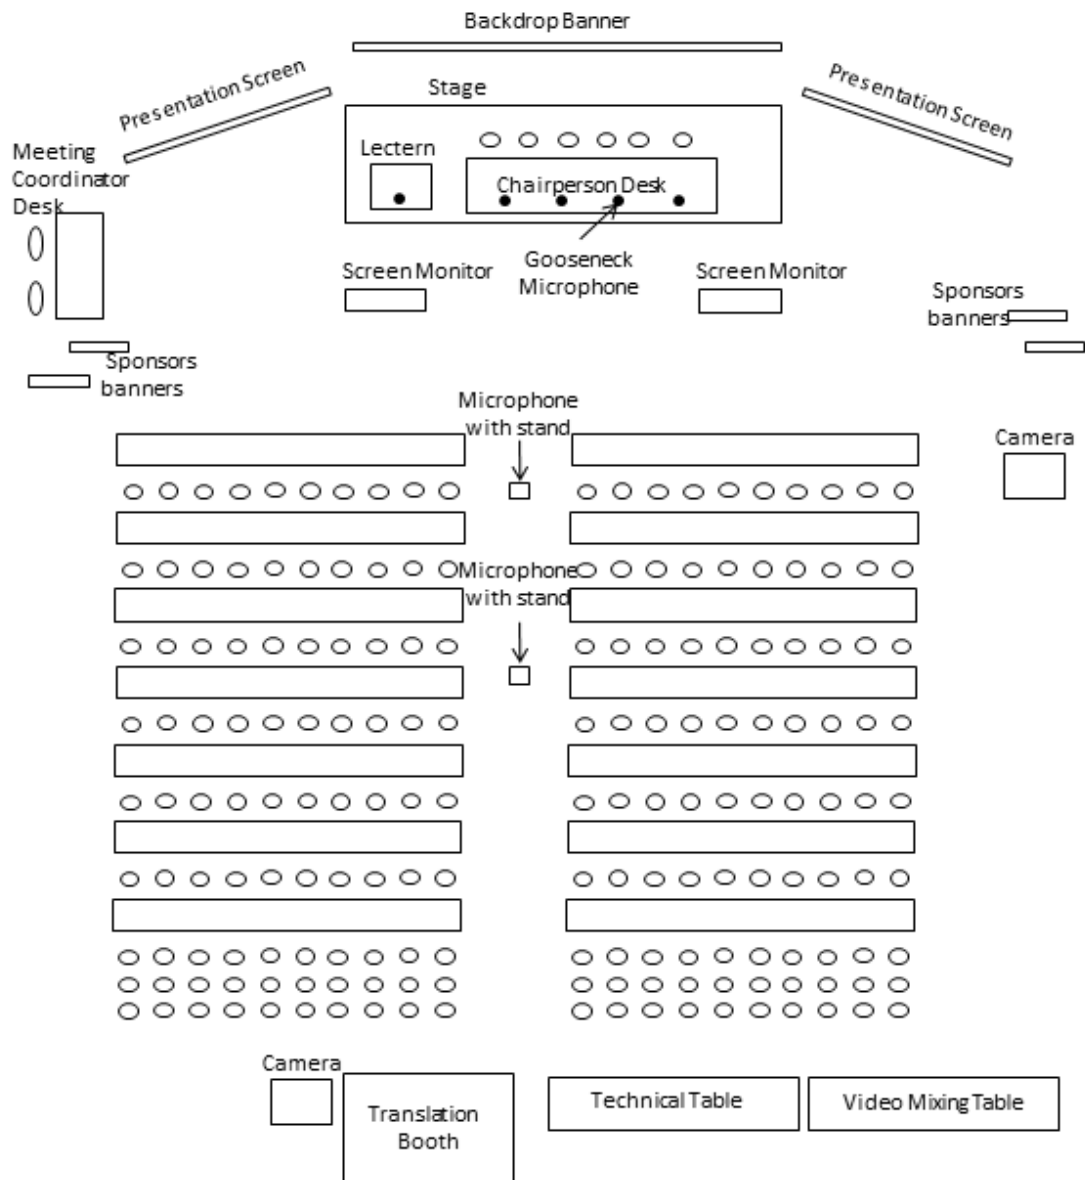 Backdrop Banner
Presentation Screen
Stage
Presentation Screen
Meeting
Coordinator
Desk
Lectern
Chairperson Desk
Gooseneck
Microphone
Screen Monitor
Screen Monitor
Sponsors
banners
Sponsors
banners
Microphone
with stand
Camera
Microphone
with stand
Camera
Translation
Booth
Technical Table
Video Mixing Table